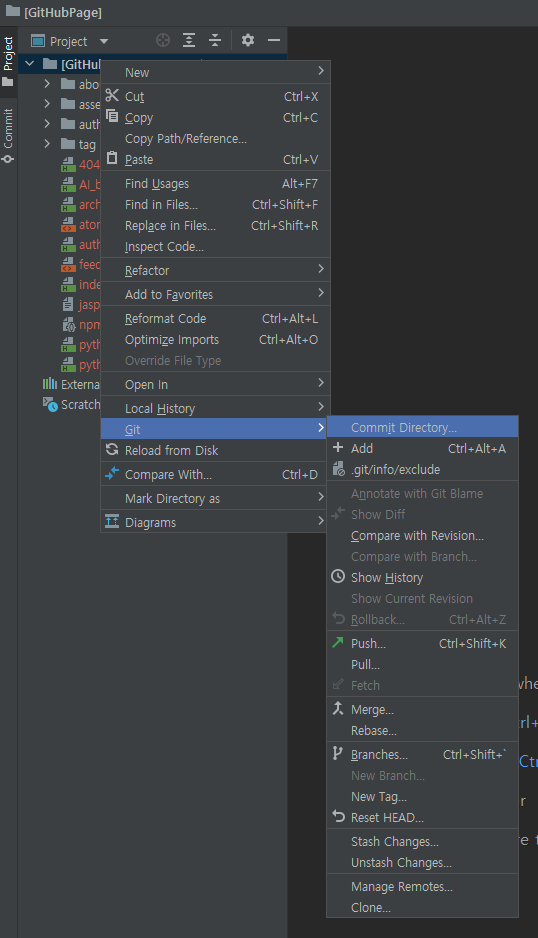 [GitHubPage]
Project
Commit
Project
[GitHu
abo
asse
auth
tag
404
AI_b
arch
aton
auth
feed
inde
jasp
npm
pyth
pyth
External
Scratch
New
Cut Ctrl+X
Copy Ctrl+C
Copy Path/Reference...
Paste Ctrl+V
Find Usages Alt+F7
Find in Files... Ctrl+Shift+F
Replace in Files... Ctrl+Shift+R
Inspect Code...
Refactor
Add to Favorites
Reformat Code Ctrl+Alt+L
Optimize Imports Ctrl+Alt+O
Override File Type
Open In
Local History
Git
Reload from Disk
Compare With... Ctrl+D
Mark Directory as
Diagrams
Commit Directory...
Add Ctrl+Alt+A
.git/info/exclude
Annotate with Git Blame
Show Diff
Compare with Revision...
Compare with Branch...
Show History
Show Current Revision
Rollback... Ctrl+Alt+Z
Push... Ctrl+Shift+K
Pull...
Fetch
Merge...
Rebase...
Branches... Ctrl+Shift+`
New Branch...
New Tag...
Reset HEAD...
Stash Changes...
Unstash Changes...
Manage Remotes...
Clone...
whe
trl+
Ctr
r
e t